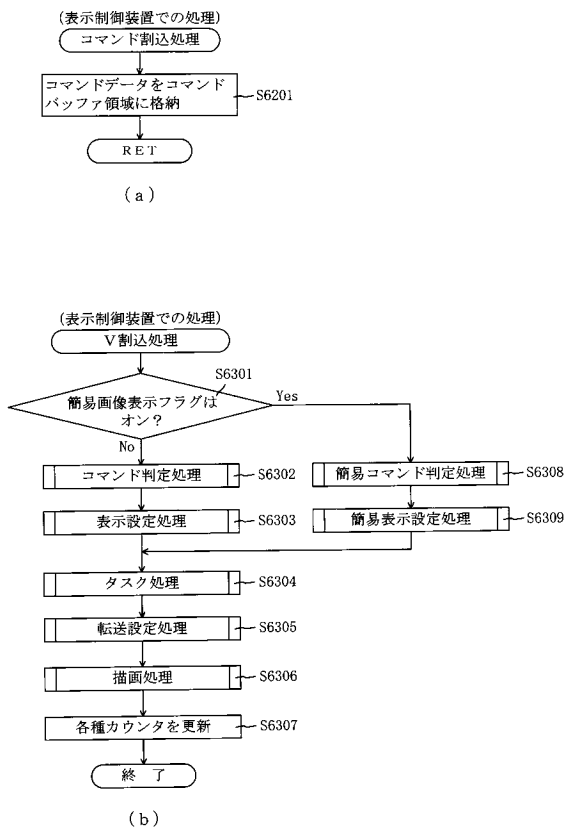 (表示制御装置での処理)
コマンド割込処理
コマンドデータをコマンド
バッファ領域に格納
S6201
RET
(a)
(表示制御装置での処理)
V割込処理
S6301
簡易画像表示フラグは
オン?
Yes
No
コマンド判定処理
S6302
簡易コマンド判定処理
S6308
表示設定処理
S6303
簡易表示設定処理
S6309
タスク処理
S6304
転送設定処理
S6305
描画処理
S6306
各種カウンタを更新
S6307
終 了
(b)